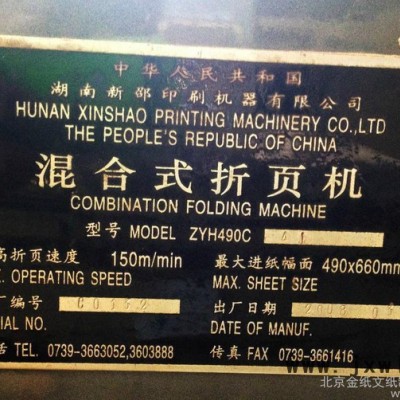 中华人民共和国
湖南新邵印刷机器有限公司
HUNAN XINSHAO PRINTING MACHINERY CO.,LTD
THE PEOPLE'S REPUBLIC OF CHINA
混合式折页机
COMBINATION FOLDING MACHINE
型号 MODEL ZYH490C
高折页速度 150m/min 最大进纸幅面 490x660mm
. OPERATING SPEED MAX. SHEET SIZE
厂编号 出厂日期
IAL NO. DATE OF MANUF.
话 TEL. 0739-3663052,3603888 传真 FAX 0739-3661416
北京金纸文纸